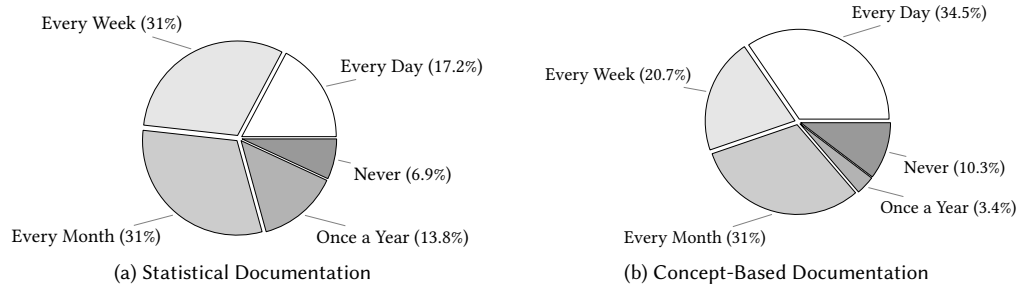 Every Week (31%)
Every Day (17.2%)
Never (6.9%)
Once a Year (13.8%)
Every Month (31%)
(a) Statistical Documentation
Every Day (34.5%)
Every Week (20.7%)
Never (10.3%)
Once a Year (3.4%)
Every Month (31%)
(b) Concept-Based Documentation